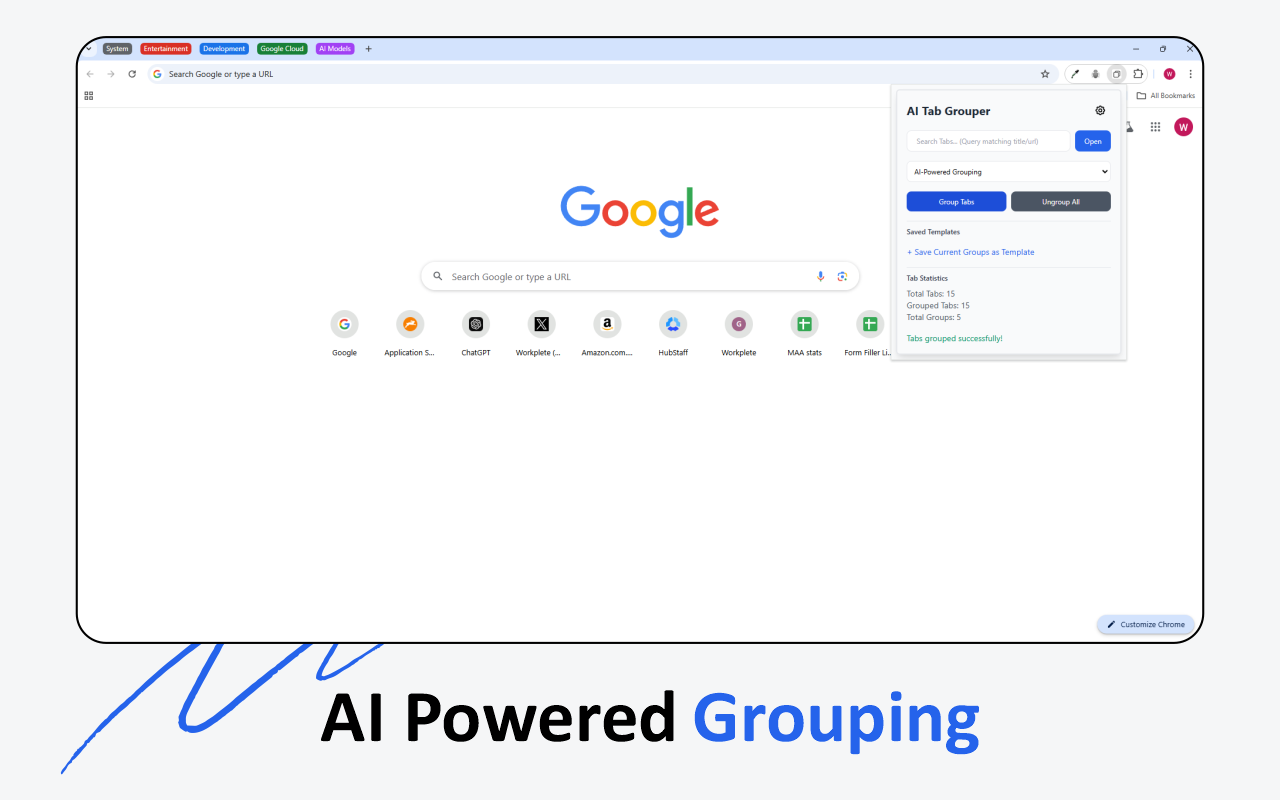 System Entertainment Development Google Cloud AI Models
Search Google or type a URL
W
All Bookmarks
AI Tab Grouper
Search Tabs... (Query matching title/url)
Open
AI-Powered Grouping
Group Tabs
Ungroup All
Saved Templates
+ Save Current Groups as Template
Tab Statistics
Total Tabs: 15
Grouped Tabs: 15
Total Groups: 5
Tabs grouped successfully!
W
Google
Search Google or type a URL
G
Google Application S... ChatGPT Workplete (... Amazon.com.... HubStaff Workplete MAA stats Form Filler Li...
Customize Chrome
AI Powered Grouping